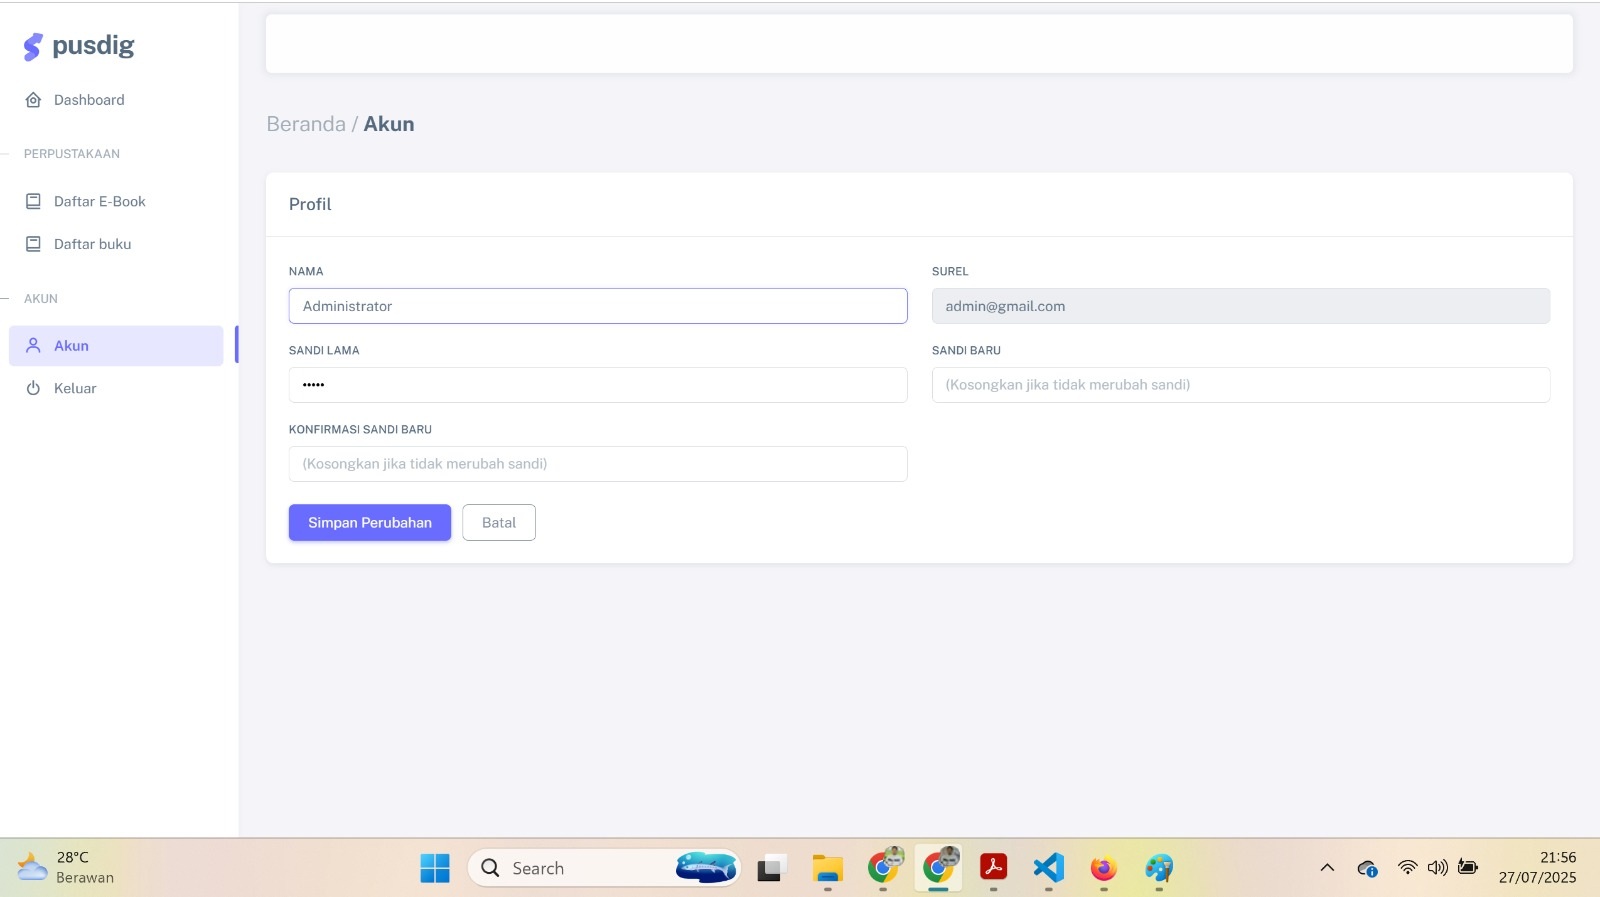 pusdig
Dashboard
PERPUSTAKAAN
Daftar E-Book
Daftar buku
AKUN
Akun
Keluar
Beranda / Akun
Profil
NAMA
Administrator
SUREL
admin@gmail.com
SANDI LAMA
•••••
SANDI BARU
(Kosongkan jika tidak merubah sandi)
KONFIRMASI SANDI BARU
(Kosongkan jika tidak merubah sandi)
Simpan Perubahan
Batal
28°C
Berawan
Search
21:56
27/07/2025